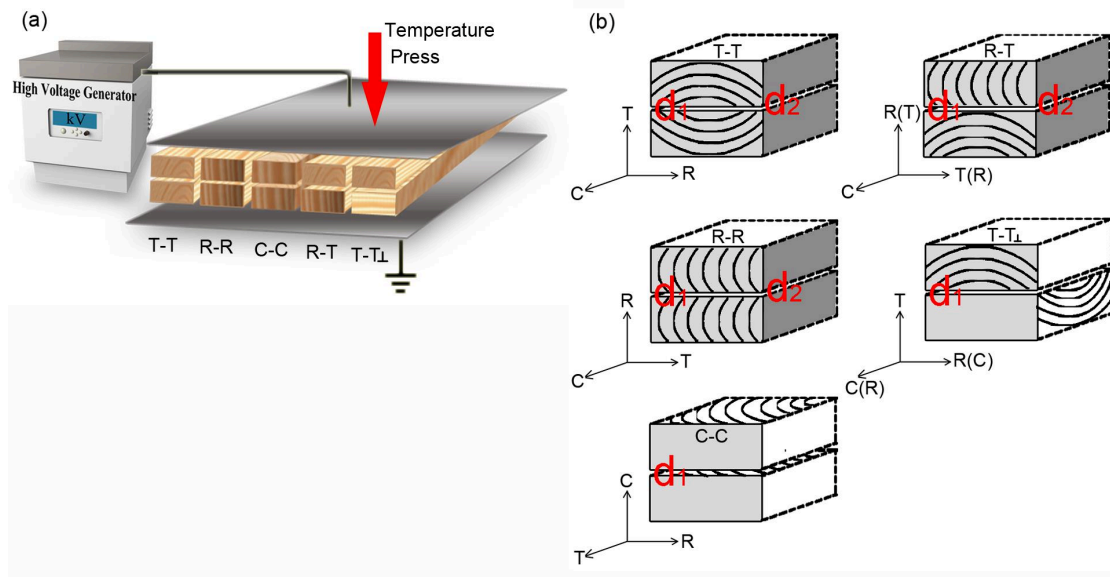 (a)
Temperature
Press
High Voltage Generator
kV
T-T R-R C-C R-T T-T⊥
(b)
T-T
d1 d2
T
C
R
R-T
d1 d2
R(T)
C
T(R)
R-R
d1 d2
R
C
T
T-T⊥
d1
T
C(R)
R(C)
C-C
d1
C
T
R